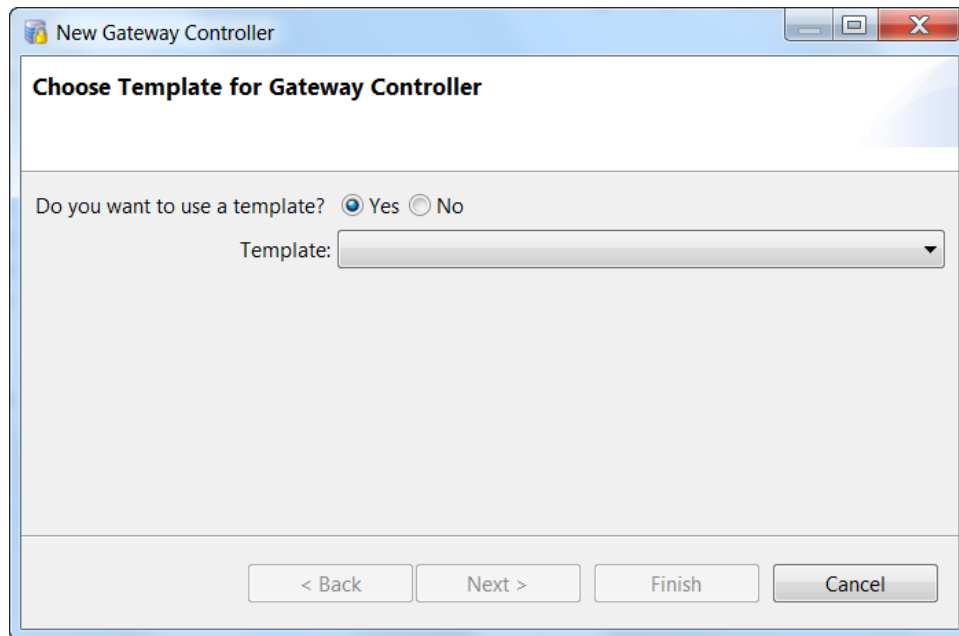 New Gateway Controller
Choose Template for Gateway Controller
Do you want to use a template? Yes No
Template:
< Back Next > Finish Cancel